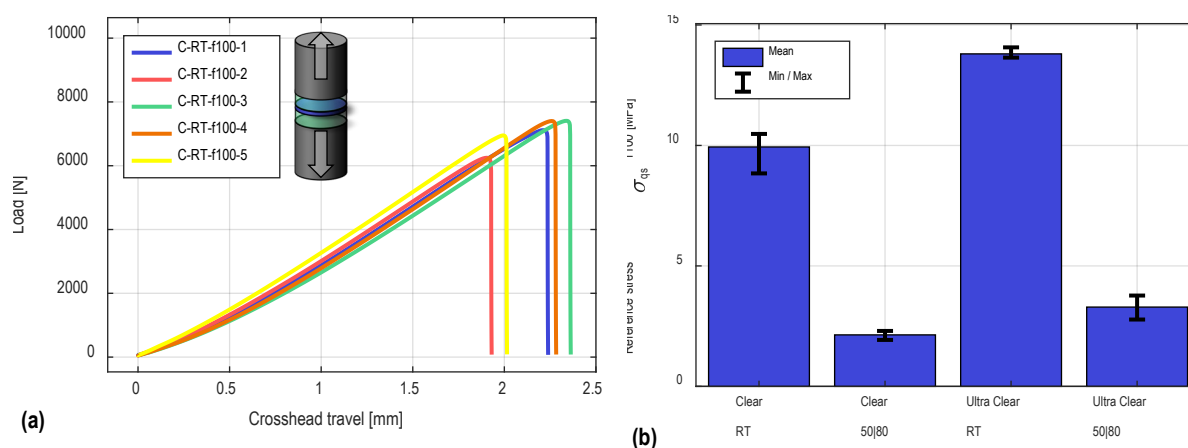 10000
8000
6000
4000
2000
0
Load [N]
C-RT-f100-1
C-RT-f100-2
C-RT-f100-3
C-RT-f100-4
C-RT-f100-5
0 0.5 1 1.5 2 2.5
Crosshead travel [mm]
(a)
15
10
5
0
σqs
Mean
Min / Max
Clear Clear Ultra Clear Ultra Clear
RT 50|80 RT 50|80
(b)